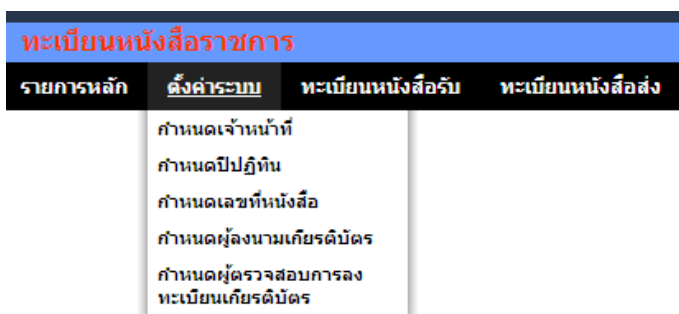 ทะเบียนหนังสือราชการ
รายการหลัก ตั้งค่าระบบ ทะเบียนหนังสือรับ ทะเบียนหนังสือส่ง
กำหนดเจ้าหน้าที่
กำหนดปีปฏิทิน
กำหนดเลขที่หนังสือ
กำหนดผู้ลงนามเกียรติบัตร
กำหนดผู้ตรวจสอบการลง
ทะเบียนเกียรติบัตร